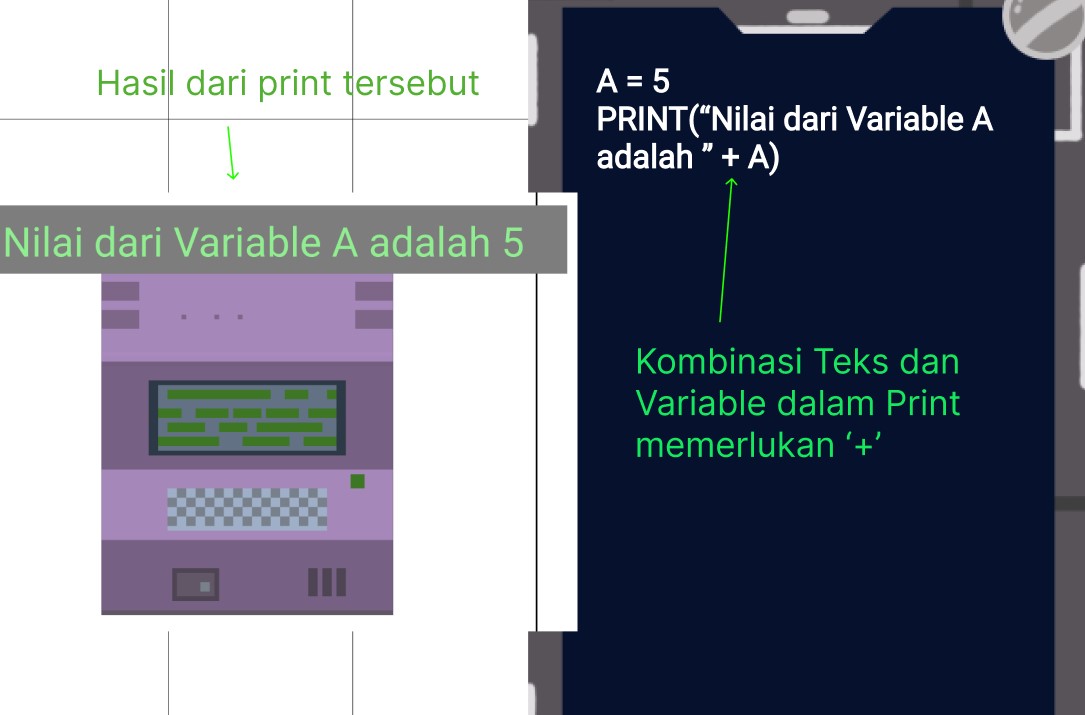 Hasil dari print tersebut
Nilai dari Variable A adalah 5
A = 5
PRINT(“Nilai dari Variable A
adalah ” + A)
Kombinasi Teks dan
Variable dalam Print
memerlukan ‘+’